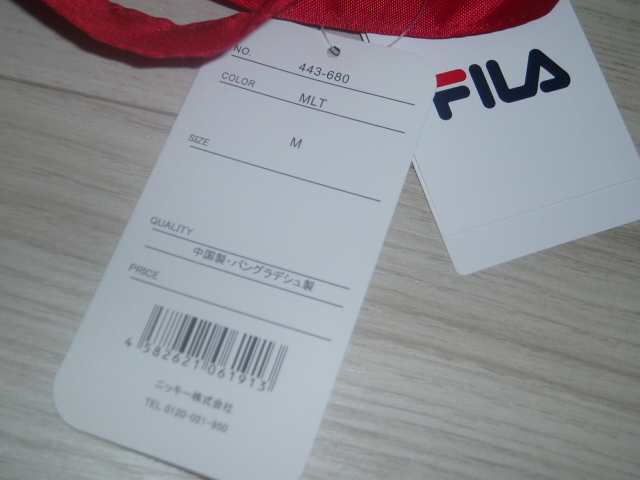 NO. 443-680
COLOR MLT
SIZE M
QUALITY
中国製・バングラデシュ製
PRICE
4 582621 061913
ニッキー株式会社
TEL 0120-021-950
FILA